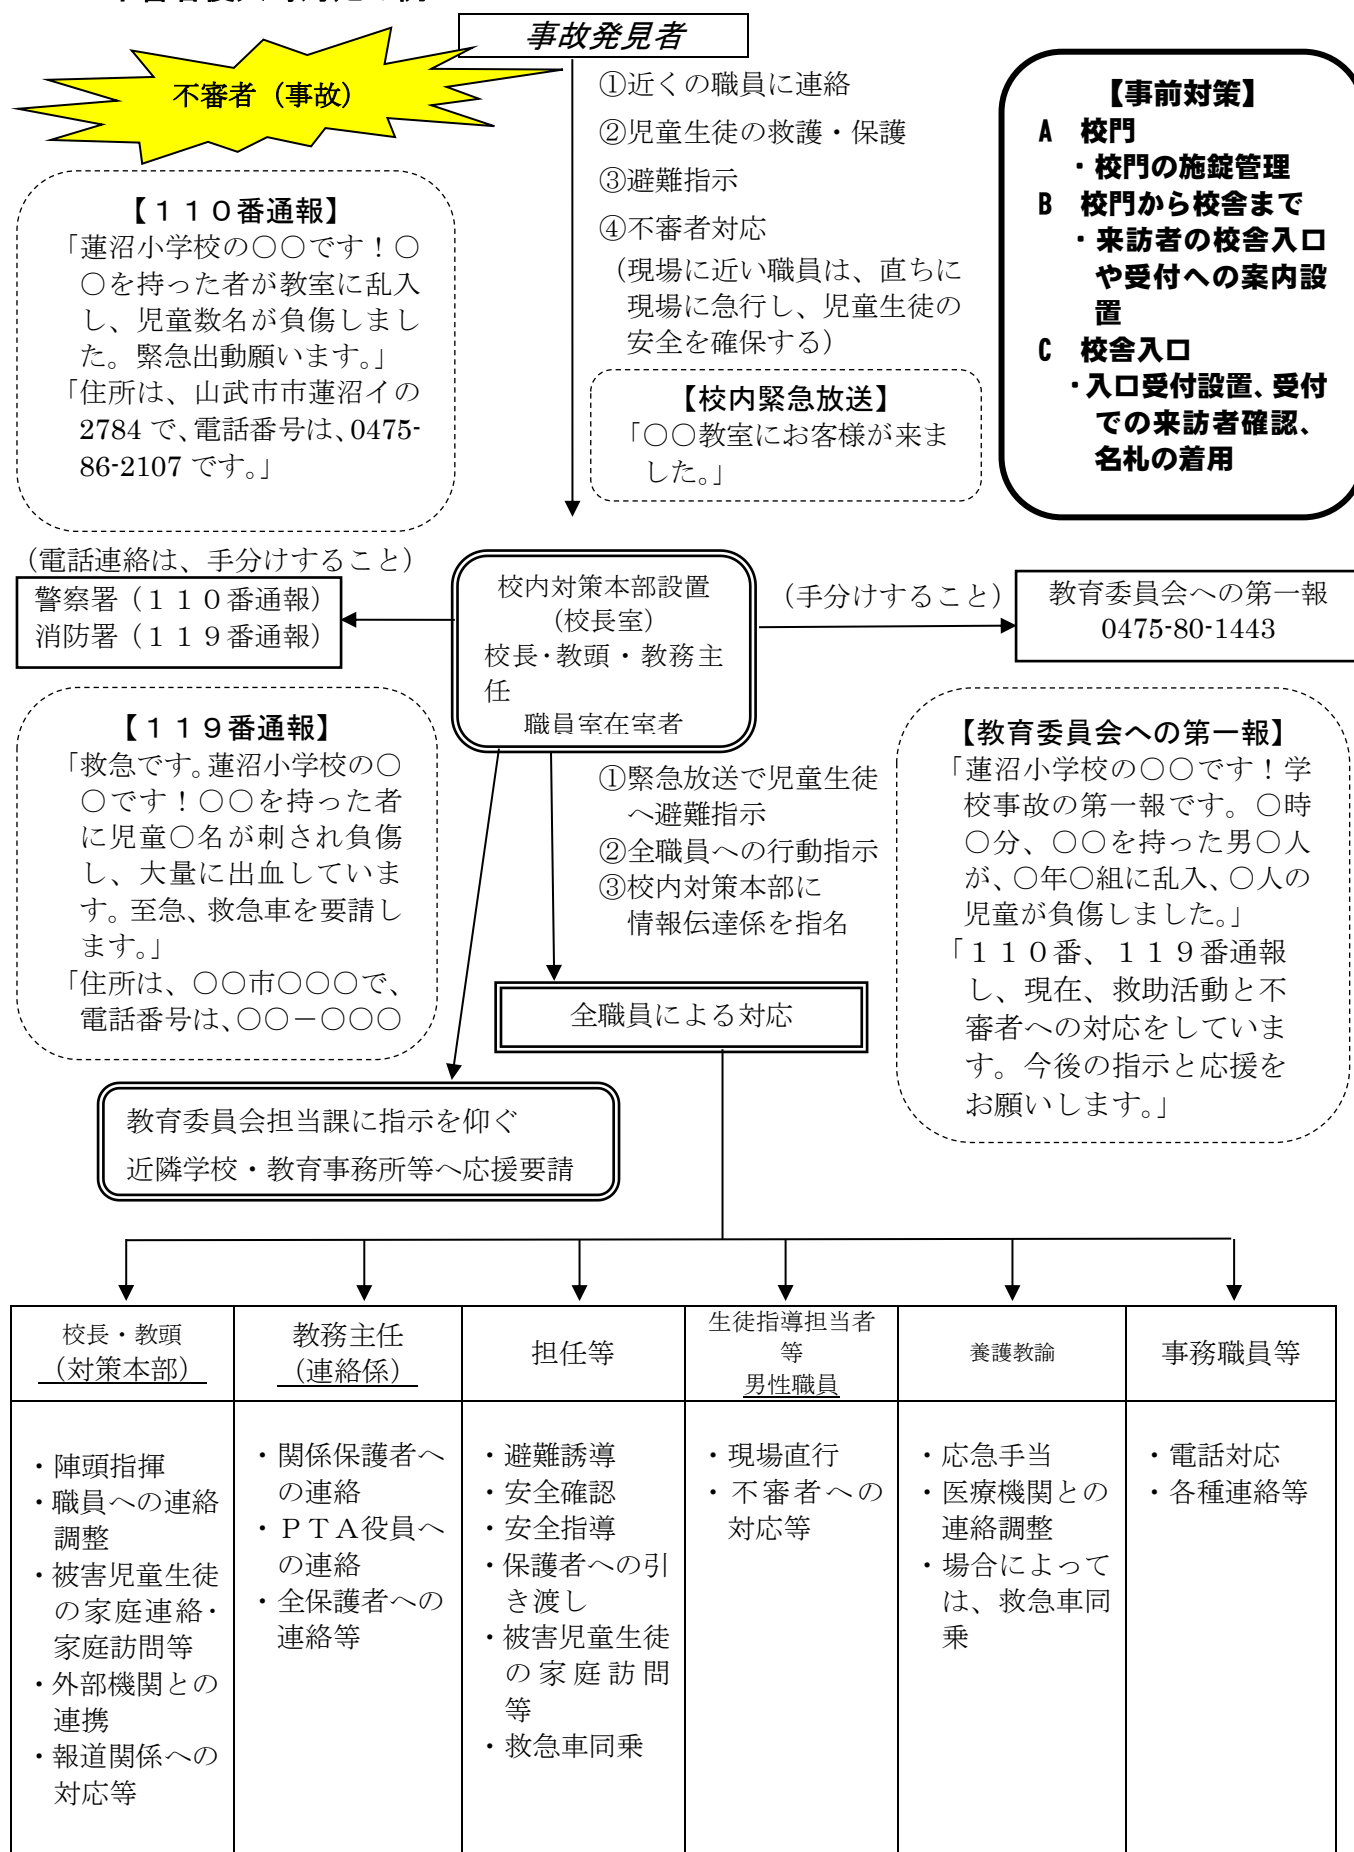 事故発見者
不審者（事故）
①近くの職員に連絡
②児童生徒の救護・保護
③避難指示
④不審者対応
（現場に近い職員は、直ちに
現場に急行し、児童生徒の
安全を確保する）
【事前対策】
A 校門
・校門の施錠管理
B 校門から校舎まで
・来訪者の校舎入口
や受付への案内設
置
C 校舎入口
・入口受付設置、受付
での来訪者確認、
名札の着用
【１１０番通報】
「蓮沼小学校の○○です！○
○を持った者が教室に乱入
し、児童数名が負傷しまし
た。緊急出動願います。」
「住所は、山武市市蓮沼イの
2784 で、電話番号は、0475-
86-2107 です。」
【校内緊急放送】
「○○教室にお客様が来ま
した。」
（電話連絡は、手分けすること）
警察署（１１０番通報）
消防署（１１９番通報）
校内対策本部設置
（校長室）
校長・教頭・教務主
任
職員室在室者
（手分けすること）
教育委員会への第一報
0475-80-1443
【１１９番通報】
「救急です。蓮沼小学校の○
○です！○○を持った者
に児童○名が刺され負傷
し、大量に出血していま
す。至急、救急車を要請し
ます。」
「住所は、○○市○○○で、
電話番号は、○○－○○○
①緊急放送で児童生徒
へ避難指示
②全職員への行動指示
③校内対策本部に
情報伝達係を指名
【教育委員会への第一報】
「蓮沼小学校の○○です！学
校事故の第一報です。○時
○分、○○を持った男○人
が、○年○組に乱入、○人の
児童が負傷しました。」
「１１０番、１１９番通報
し、現在、救助活動と不
審者への対応をしていま
す。今後の指示と応援を
お願いします。」
全職員による対応
教育委員会担当課に指示を仰ぐ
近隣学校・教育事務所等へ応援要請
校長・教頭
（対策本部）
・陣頭指揮
・職員への連絡
調整
・被害児童生徒
の家庭連絡・
家庭訪問等
・外部機関との
連携
・報道関係への
対応等
教務主任
（連絡係）
・関係保護者へ
の連絡
・ＰＴＡ役員へ
の連絡
・全保護者への
連絡等
担任等
・避難誘導
・安全確認
・安全指導
・保護者への引
き渡し
・被害児童生徒
の家庭訪問
等
・救急車同乗
生徒指導担当者
等
男性職員
・現場直行
・不審者への
対応等
養護教諭
・応急手当
・医療機関との
連絡調整
・場合によって
は、救急車同
乗
事務職員等
・電話対応
・各種連絡等